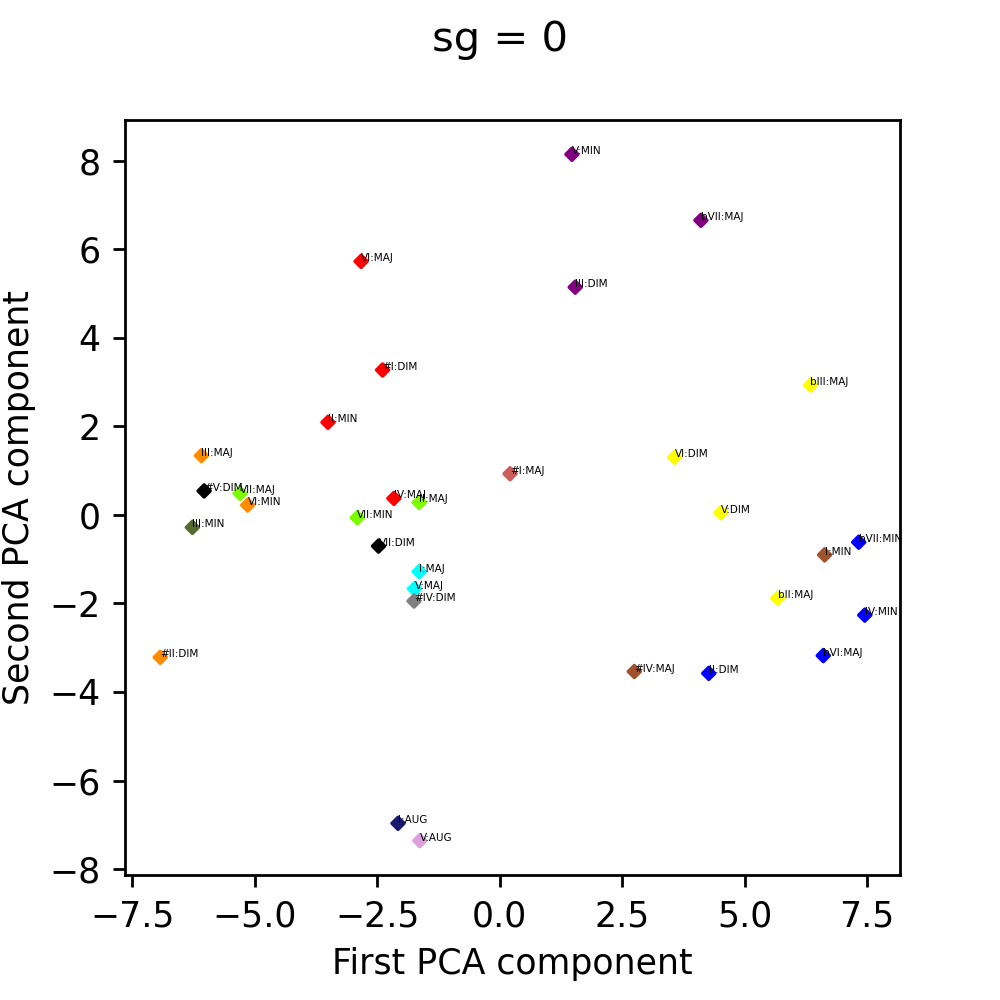 sg = 0
V:MIN
bVII:MAJ
VI:MAJ
III:DIM
#I:DIM
bIII:MAJ
II:MIN
III:MAJ
VI:DIM
#I:MAJ
#V:DIM
VII:MAJ
IV:MAJ
II:MAJ
VI:MIN
V:DIM
VII:MIN
III:MIN
bVII:MIN
VII:DIM
I:MIN
I:MAJ
V:MAJ
#IV:DIM
bII:MAJ
IV:MIN
#II:DIM
bVI:MAJ
#IV:MAJ
II:DIM
I:AUG
V:AUG
8
6
4
2
0
−2
−4
−6
−8
−7.5 −5.0 −2.5 0.0 2.5 5.0 7.5
First PCA component
Second PCA component